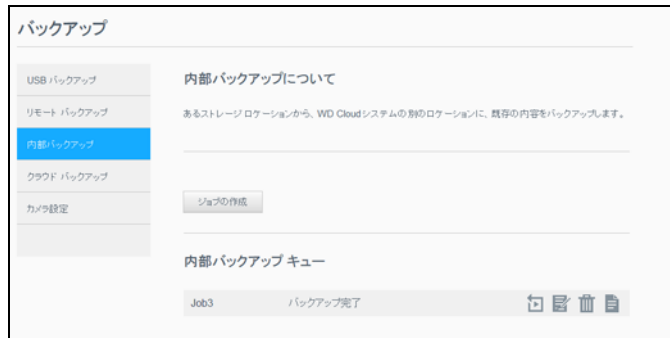 バックアップ
USB バックアップ
リモート バックアップ
内部バックアップ
クラウド バックアップ
カメラ設定
内部バックアップについて
あるストレージ ロケーションから、WD Cloudシステムの別のロケーションに、既存の内容をバックアップします。
ジョブの作成
内部バックアップ キュー
Job3 バックアップ完了